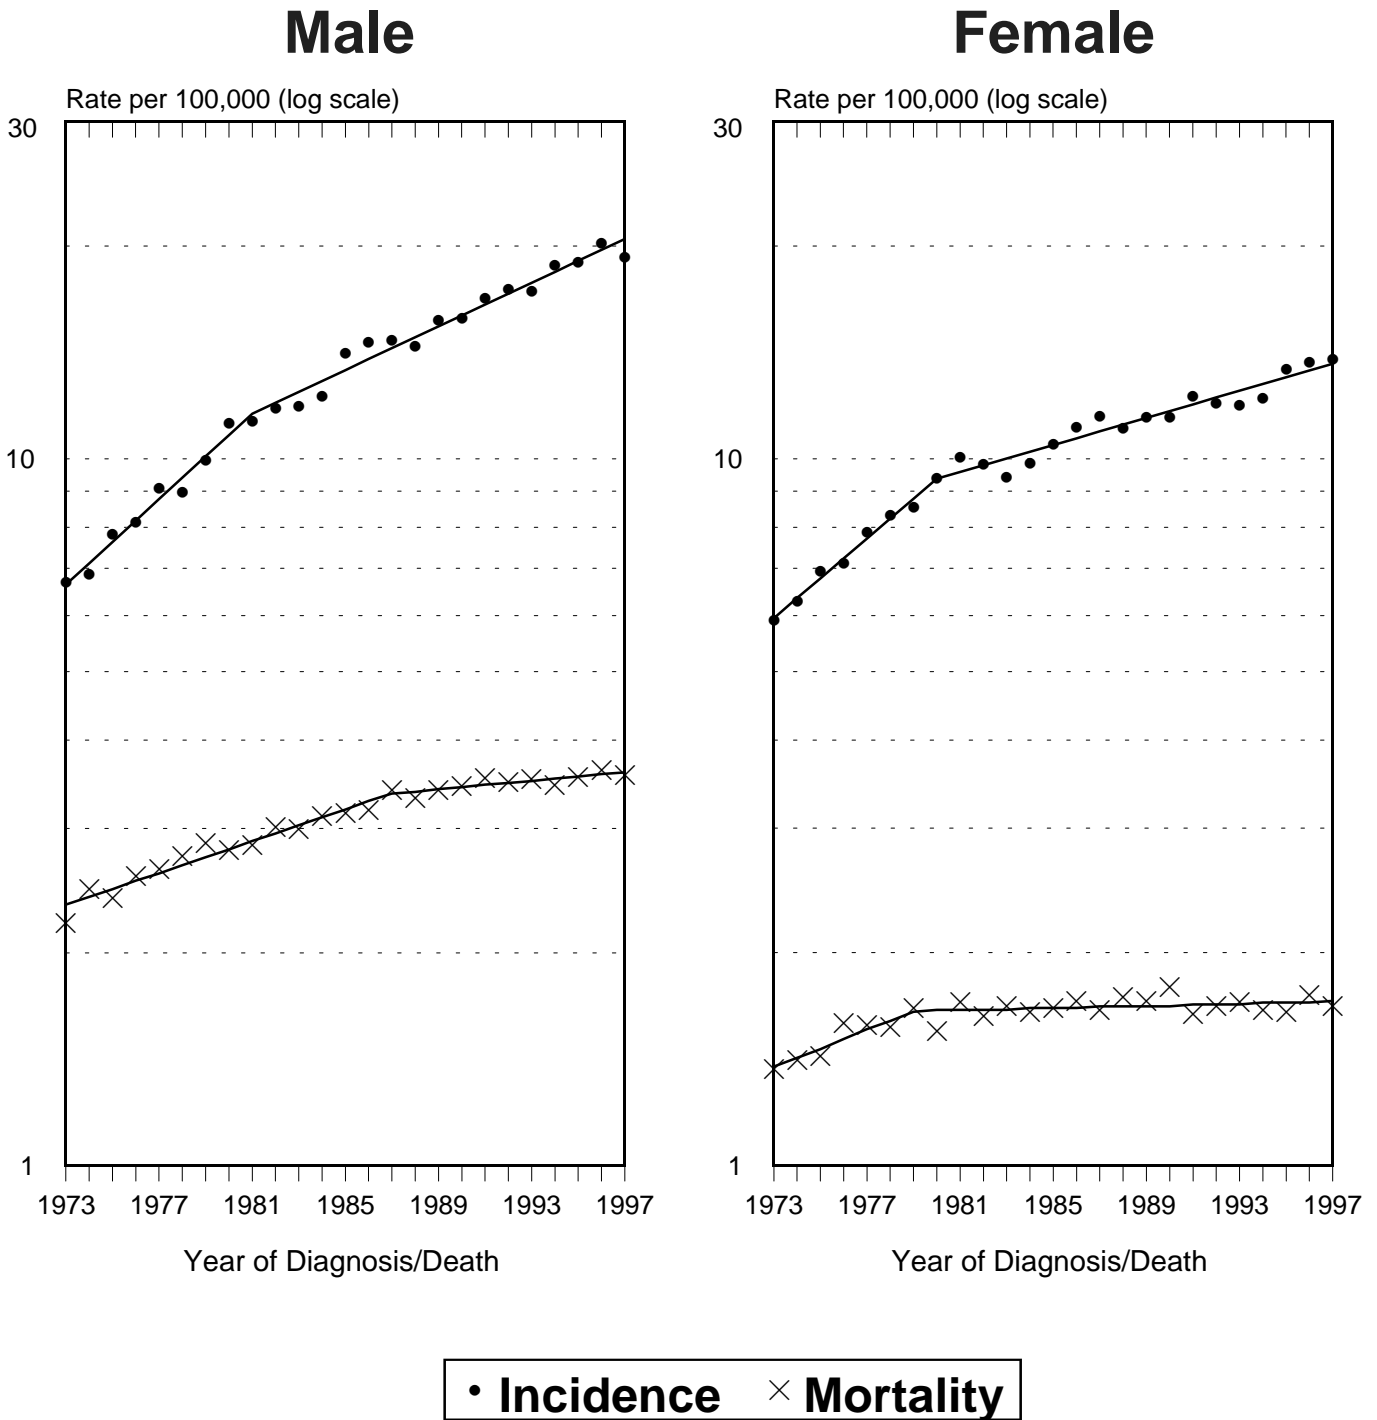 Male
Rate per 100,000 (log scale)
30
10
1
1973 1977 1981 1985 1989 1993 1997
Year of Diagnosis/Death
Female
Rate per 100,000 (log scale)
30
10
1
1973 1977 1981 1985 1989 1993 1997
Year of Diagnosis/Death
Incidence Mortality